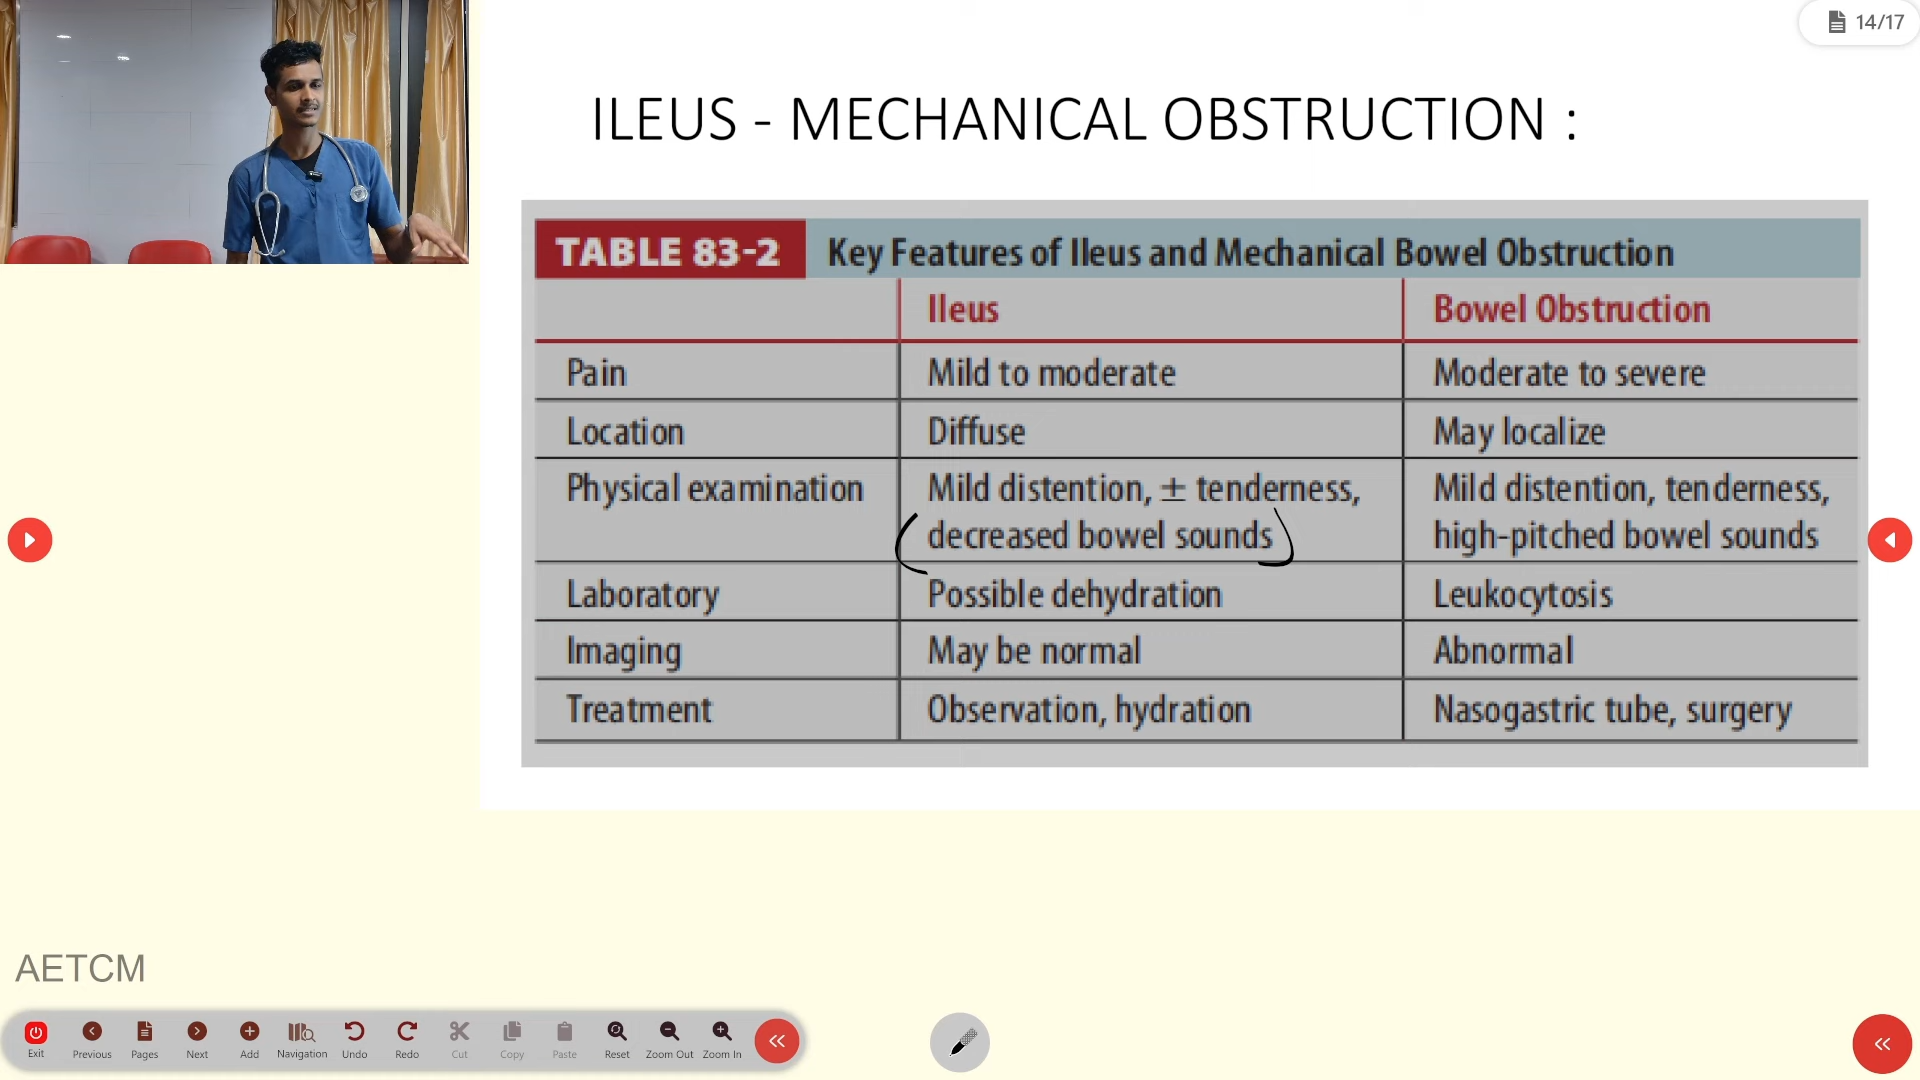 14/17
ILEUS - MECHANICAL OBSTRUCTION :
TABLE 83-2 Key Features of Ileus and Mechanical Bowel Obstruction
Ileus Bowel Obstruction
Pain Mild to moderate Moderate to severe
Location Diffuse May localize
Physical examination Mild distention, ± tenderness, Mild distention, tenderness,
decreased bowel sounds high-pitched bowel sounds
Laboratory Possible dehydration Leukocytosis
Imaging May be normal Abnormal
Treatment Observation, hydration Nasogastric tube, surgery
AETCM
Exit Previous Pages Next Add Navigation Undo Redo Cut Copy Paste Reset Zoom Out Zoom In